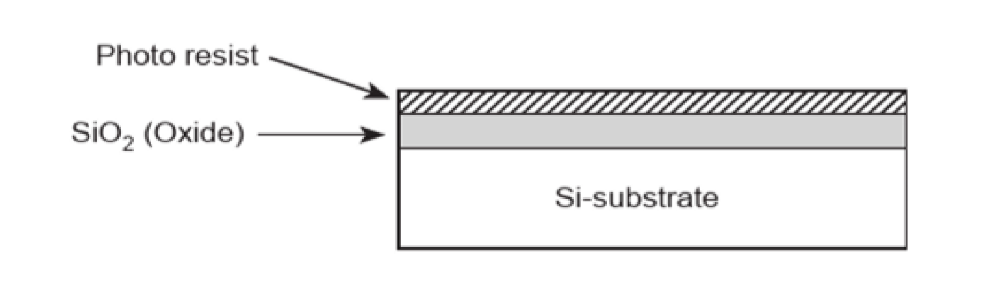 Photo resist
SiO₂ (Oxide)
Si-substrate